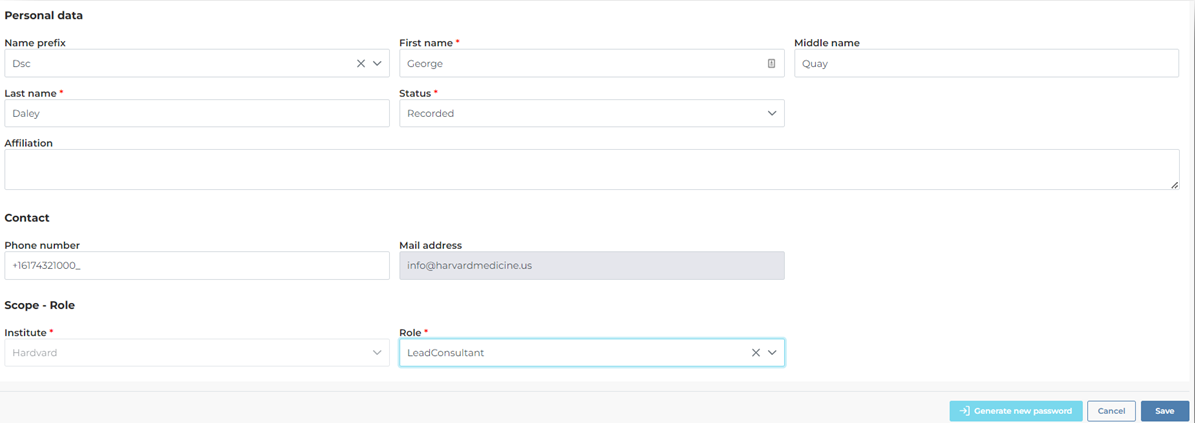 Personal data
Name prefix First name * Middle name
Dsc George Quay
Last name * Status *
Daley Recorded
Affiliation
Contact
Phone number Mail address
+16174321000_ info@harvardmedicine.us
Scope - Role
Institute * Role *
Hardvard LeadConsultant
Generate new password Cancel Save